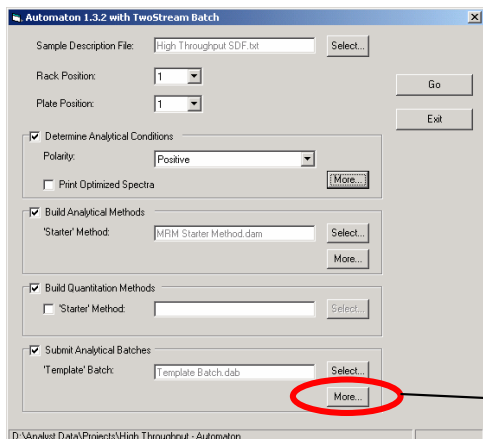 Automaton 1.3.2 with TwoStream Batch
Sample Description File: High Throughput SDF.txt Select...
Rack Position: 1
Go
Plate Position: 1
Exit
Determine Analytical Conditions
Polarity: Positive
Print Optimized Spectra More...
Build Analytical Methods
'Starter' Method: MRM Starter Method.dam Select...
More...
Build Quantitation Methods
'Starter' Method: Select...
Submit Analytical Batches
'Template' Batch: Template Batch.dab Select...
More...
D:\Analyst Data\Projects\High Throughput - Automaton